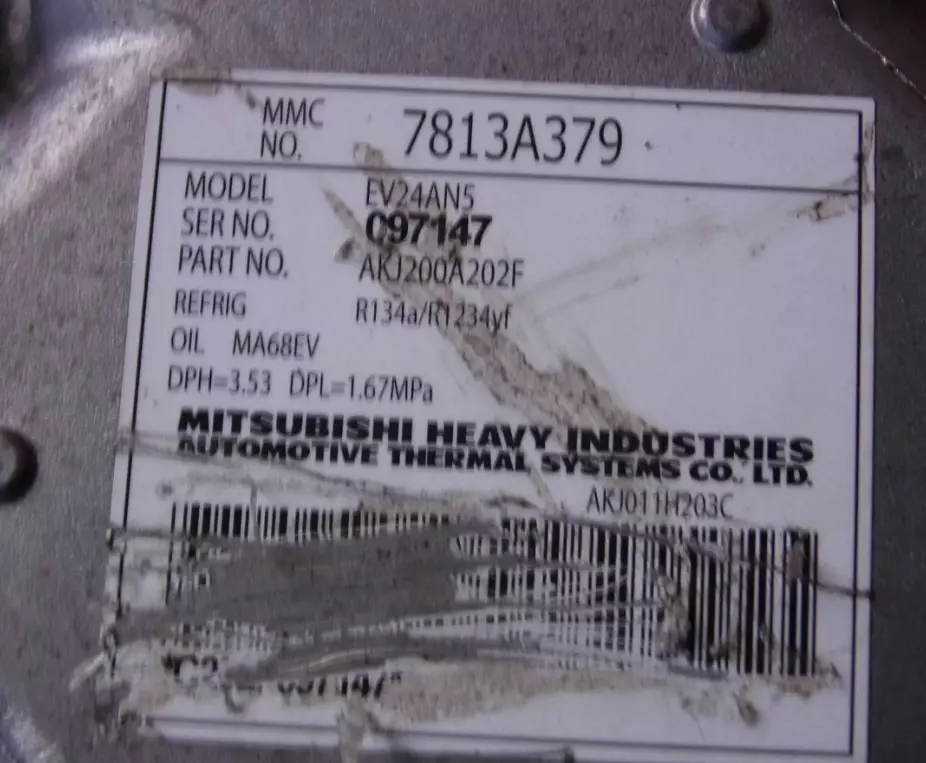 MMC
NO. 7813A379
MODEL EV24AN5
SER NO. 097147
PART NO. AKJ200A202F
REFRIG R134a/R1234yf
OIL MA68EV
DPH=3.53 DPL=1.67MPa
MITSUBISHI HEAVY INDUSTRIES
AUTOMOTIVE THERMAL SYSTEMS CO., LTD.
AKJ011H203C